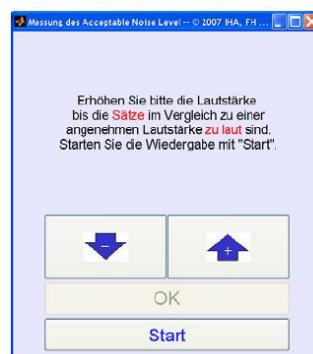 Messung des Acceptable Noise Level -- © 2007 IHA, FH ...
Erhöhen Sie bitte die Lautstärke
bis die Sätze im Vergleich zu einer
angenehmen Lautstärke zu laut sind.
Starten Sie die Wiedergabe mit "Start".
- +
OK
Start